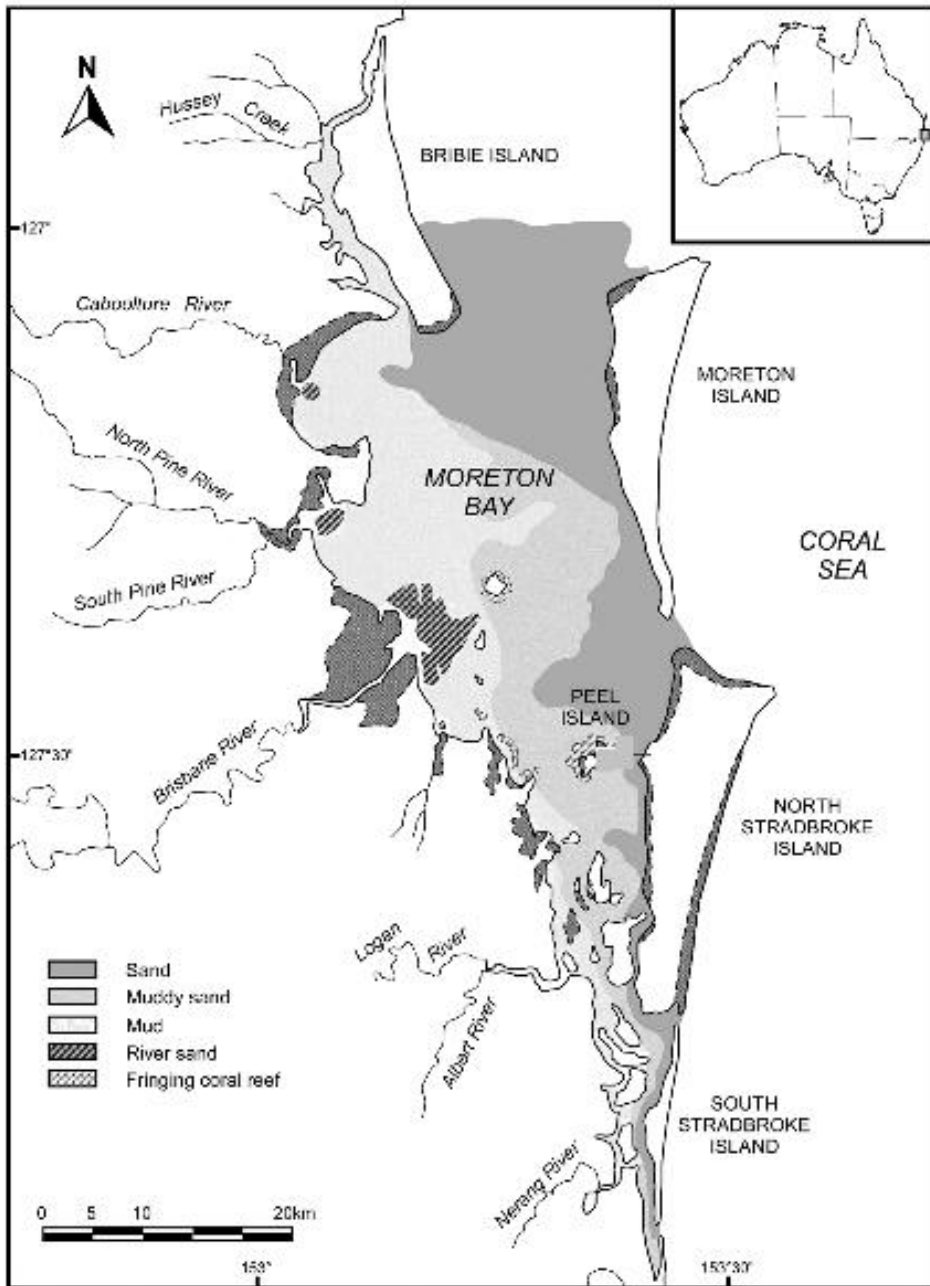 N
Hussey
Creek
BRIBIE ISLAND
127°
Caboolture River
MORETON
ISLAND
North Pine River
MORETON
BAY
CORAL
SEA
South Pine River
PEEL
ISLAND
127°30'
Brisbane River
NORTH
STRADBROKE
ISLAND
Logan
River
Sand
Muddy sand
Mud
River sand
Fringing coral reef
Albert River
SOUTH
STRADBROKE
ISLAND
Nerang River
0 5 10 20km
153°
153°30'